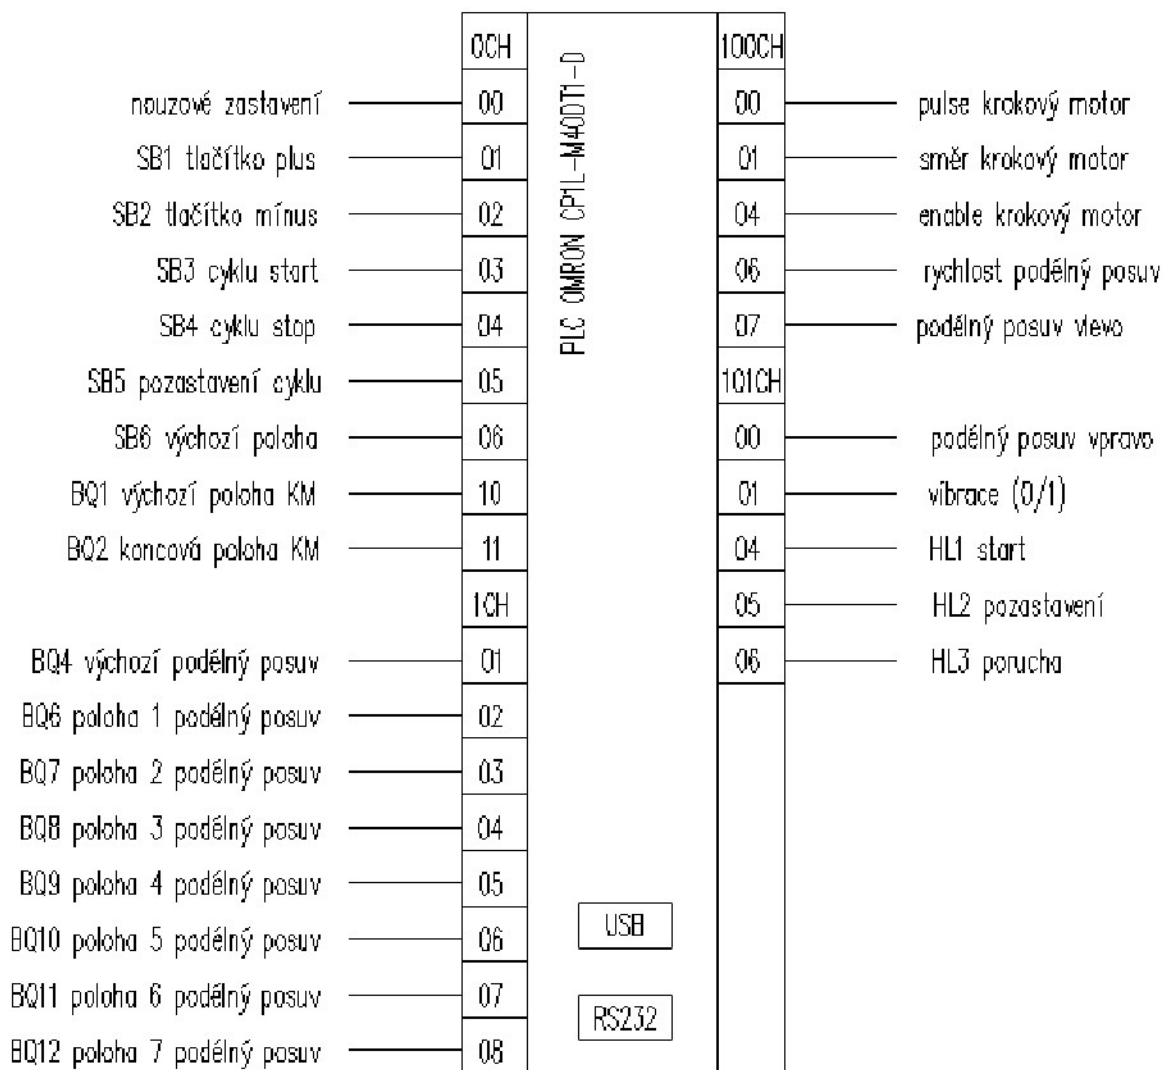 0CH
100CH
PLC OMRON CP1L-M40DT1-D
nouzové zastavení 00
00 pulse krokový motor
SB1 tlačítko plus 01
01 směr krokový motor
SB2 tlačítko mínus 02
04 enable krokový motor
SB3 cyklu start 03
06 rychlost podélný posuv
SB4 cyklu stop 04
07 podélný posuv vlevo
SB5 pozastavení cyklu 05
101CH
SB6 výchozí poloha 06
00 podélný posuv vpravo
BQ1 výchozí poloha KM 10
01 vibrace (0/1)
BQ2 koncová poloha KM 11
04 HL1 start
1CH
05 HL2 pozastavení
BQ4 výchozí podélný posuv 01
06 HL3 porucha
BQ6 poloha 1 podélný posuv 02
BQ7 poloha 2 podélný posuv 03
BQ8 poloha 3 podélný posuv 04
BQ9 poloha 4 podélný posuv 05
BQ10 poloha 5 podélný posuv 06
BQ11 poloha 6 podélný posuv 07
BQ12 poloha 7 podélný posuv 08
USB
RS232